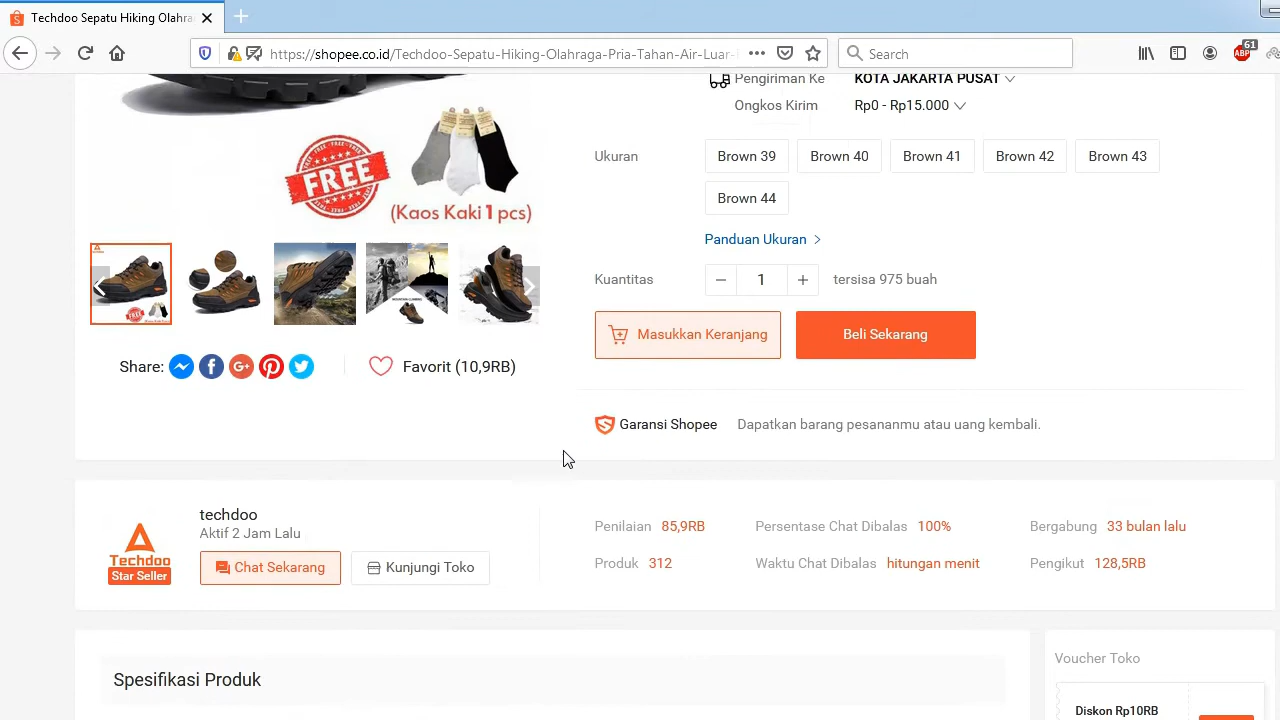 Techdoo Sepatu Hiking Olahra
https://shopee.co.id/Techdoo-Sepatu-Hiking-Olahraga-Pria-Tahan-Air-Luar-
Search
61
ABP
Pengiriman Ke KOTA JAKARTA PUSAT
Ongkos Kirim Rp0 - Rp15.000
FREE
(Kaos Kaki 1 pcs)
Ukuran
Brown 39 Brown 40 Brown 41 Brown 42 Brown 43
Brown 44
Panduan Ukuran
Kuantitas − 1 + tersisa 975 buah
Masukkan Keranjang
Beli Sekarang
Share:
Favorit (10,9RB)
Garansi Shopee Dapatkan barang pesananmu atau uang kembali.
Techdoo
Star Seller
techdoo
Aktif 2 Jam Lalu
Chat Sekarang
Kunjungi Toko
Penilaian 85,9RB Persentase Chat Dibalas 100% Bergabung 33 bulan lalu
Produk 312 Waktu Chat Dibalas hitungan menit Pengikut 128,5RB
Spesifikasi Produk
Voucher Toko
Diskon Rp10RB